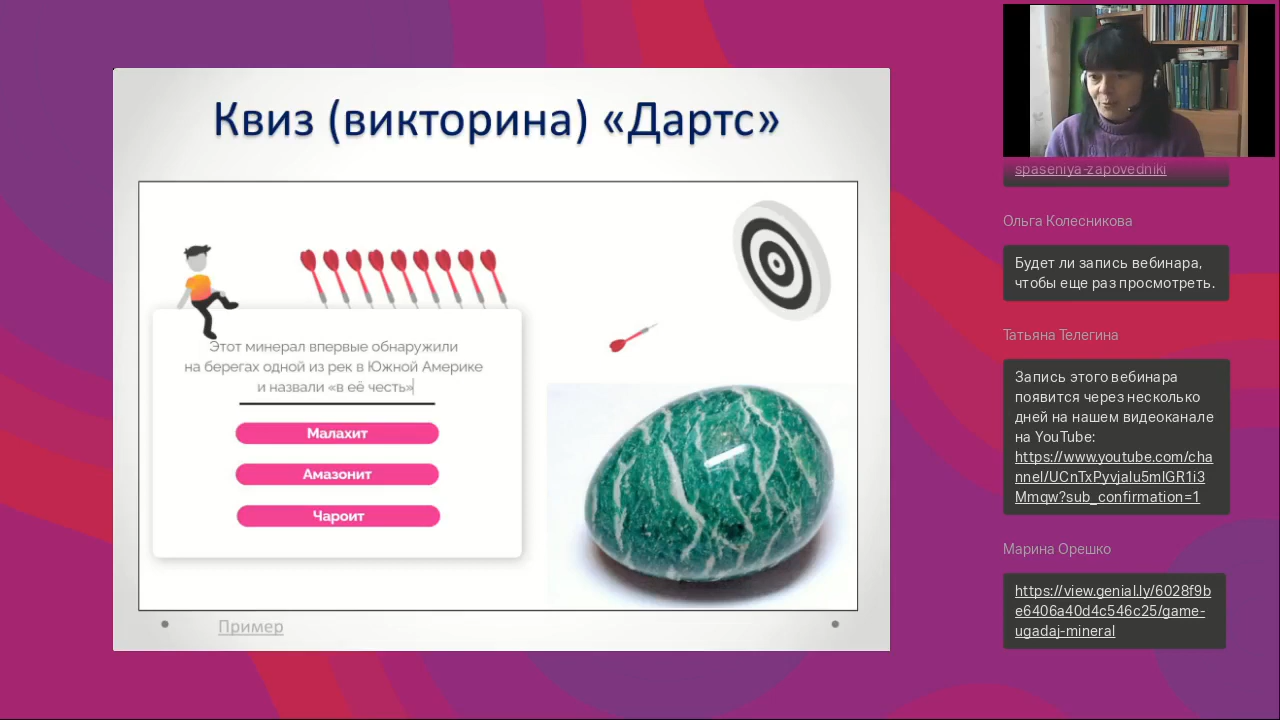 Квиз (викторина) «Дартс»
Этот минерал впервые обнаружили
на берегах одной из рек в Южной Америке
и назвали «в её честь»
Малахит
Амазонит
Чароит
Пример
spaseniya-zapovedniki
Ольга Колесникова
Будет ли запись вебинара,
чтобы еще раз просмотреть.
Татьяна Телегина
Запись этого вебинара
появится через несколько
дней на нашем видеоканале
на YouTube:
https://www.youtube.com/cha
nnel/UCnTxPyvjalu5mlGR1i3
Mmqw?sub_confirmation=1
Марина Орешко
https://view.genial.ly/6028f9b
e6406a40d4c546c25/game-
ugadaj-mineral